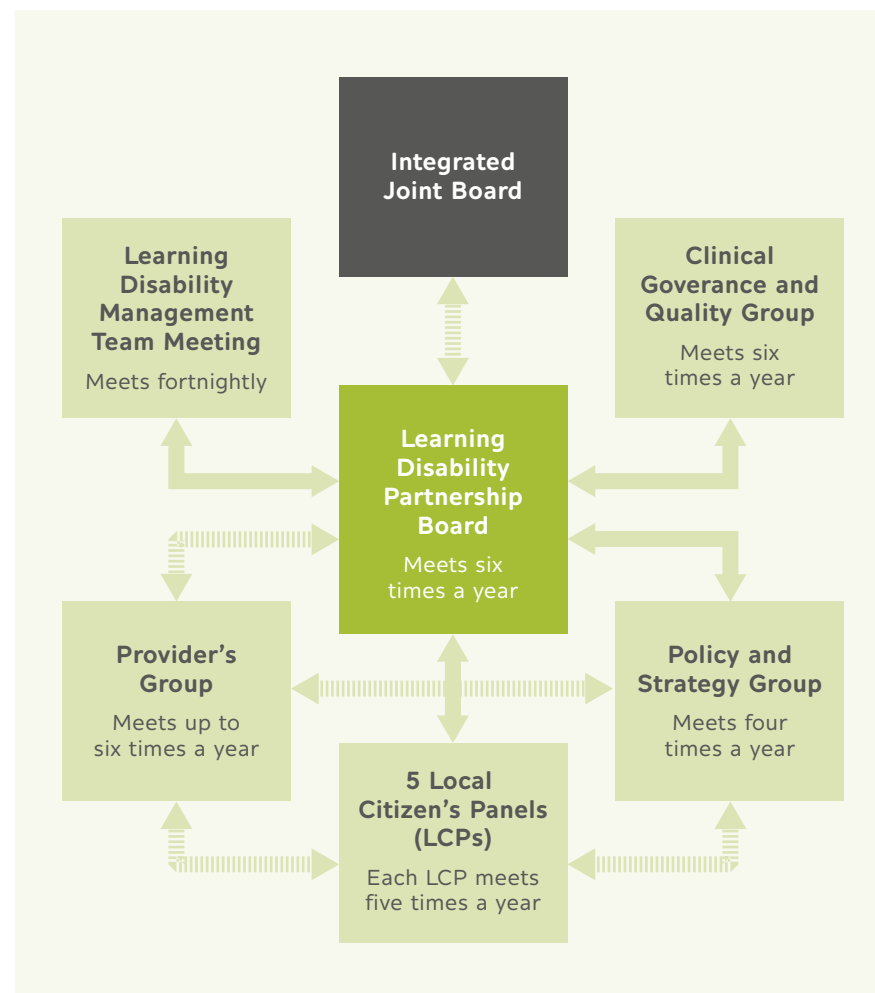 Integrated
Joint Board
Learning
Disability
Management
Team Meeting
Meets fortnightly
Clinical
Goverance and
Quality Group
Meets six
times a year
Learning
Disability
Partnership
Board
Meets six
times a year
Provider’s
Group
Meets up to
six times a year
Policy and
Strategy Group
Meets four
times a year
5 Local
Citizen’s Panels
(LCPs)
Each LCP meets
five times a year